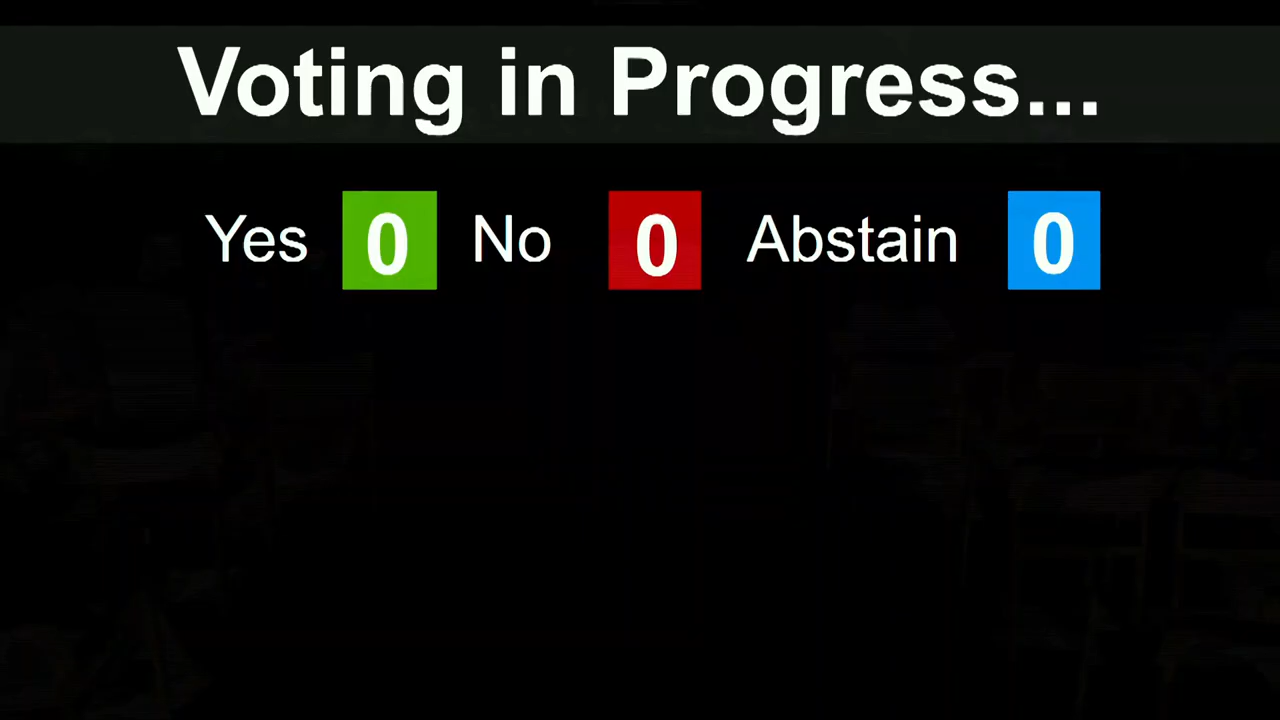 Voting in Progress...
Yes 0 No 0 Abstain 0